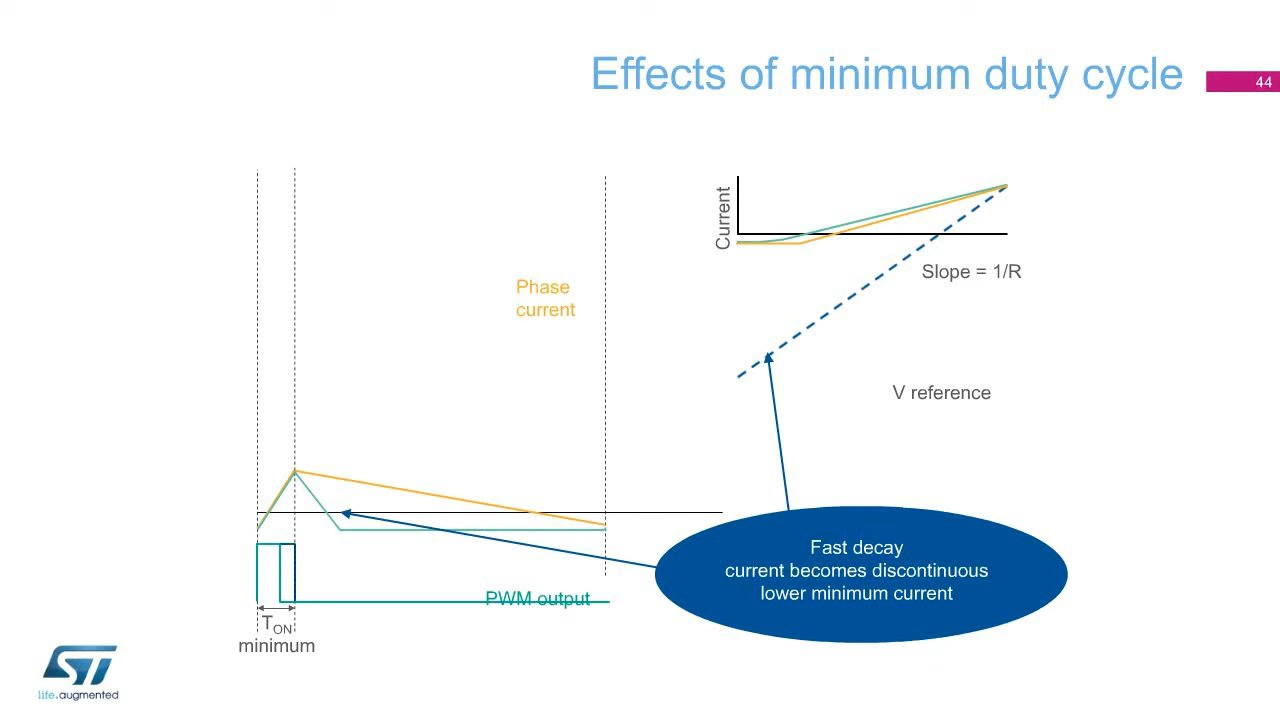 Effects of minimum duty cycle
44
Current
Slope = 1/R
Phase
current
V reference
Fast decay
current becomes discontinuous
lower minimum current
PWM output
TON
minimum
ST
life.augmented